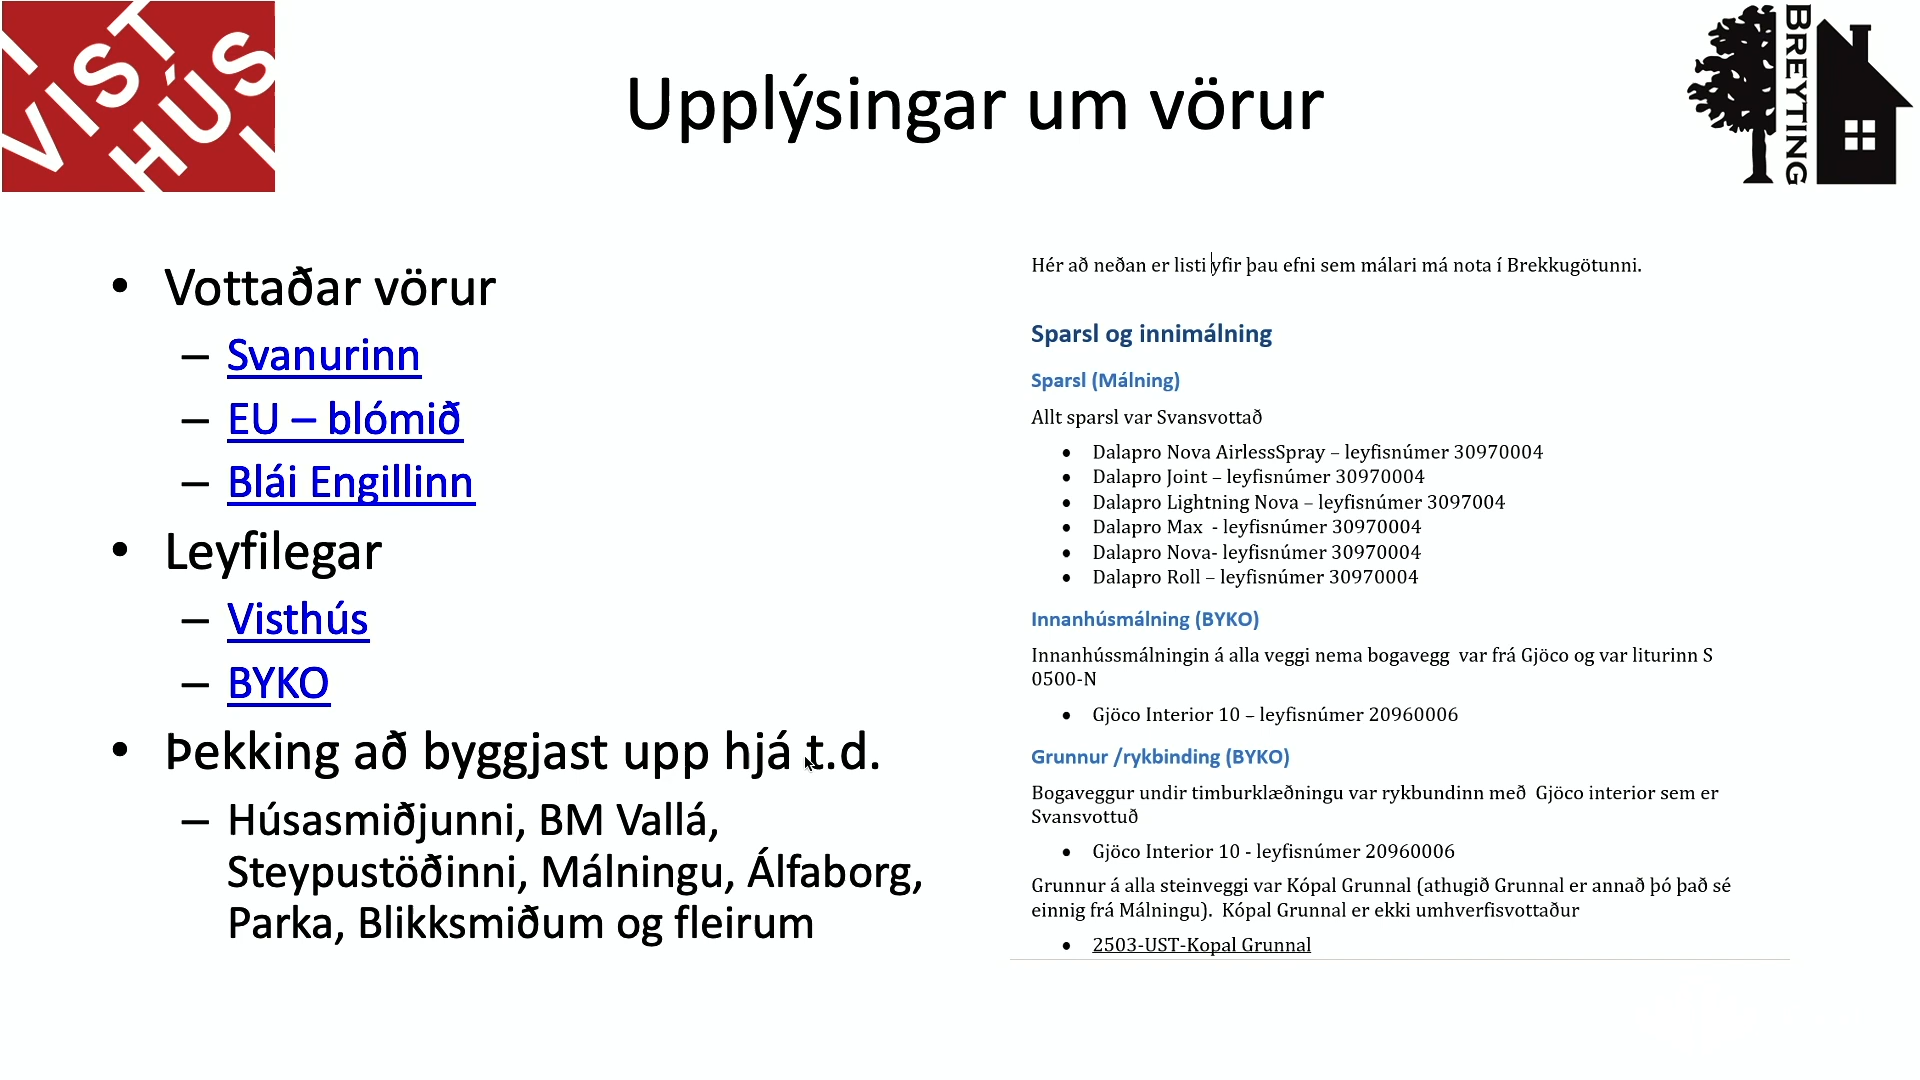 VIST
HÚS
BREYTING
Upplýsingar um vörur
• Vottaðar vörur
– Svanurinn
– EU – blómið
– Blái Engillinn
• Leyfilegar
– Visthús
– BYKO
• Þekking að byggjast upp hjá t.d.
– Húsasmiðjunni, BM Vallá,
Steypustöðinni, Málningu, Álfaborg,
Parka, Blikksmiðum og fleirum
Hér að neðan er listi yfir þau efni sem málari má nota í Brekkugötunni.
Sparsl og innimálning
Sparsl (Málning)
Allt sparsl var Svansvottað
• Dalapro Nova AirlessSpray – leyfisnúmer 30970004
• Dalapro Joint – leyfisnúmer 30970004
• Dalapro Lightning Nova – leyfisnúmer 3097004
• Dalapro Max - leyfisnúmer 30970004
• Dalapro Nova- leyfisnúmer 30970004
• Dalapro Roll – leyfisnúmer 30970004
Innanhúsmálning (BYKO)
Innanhússmálningin á alla veggi nema bogavegg var frá Gjöco og var liturinn S
0500-N
• Gjöco Interior 10 – leyfisnúmer 20960006
Grunnur /rykbinding (BYKO)
Bogaveggur undir timburklæðningu var rykbundinn með Gjöco interior sem er
Svansvottuð
• Gjöco Interior 10 - leyfisnúmer 20960006
Grunnur á alla steinveggi var Kópal Grunnal (athugið Grunnal er annað þó það sé
einnig frá Málningu). Kópal Grunnal er ekki umhverfisvottaður
• 2503-UST-Kopal Grunnal